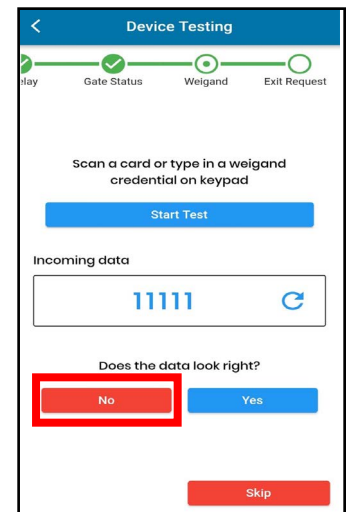 Device Testing
elay Gate Status Weigand Exit Request
Scan a card or type in a weigand
credential on keypad
Start Test
Incoming data
11111
Does the data look right?
No Yes
Skip